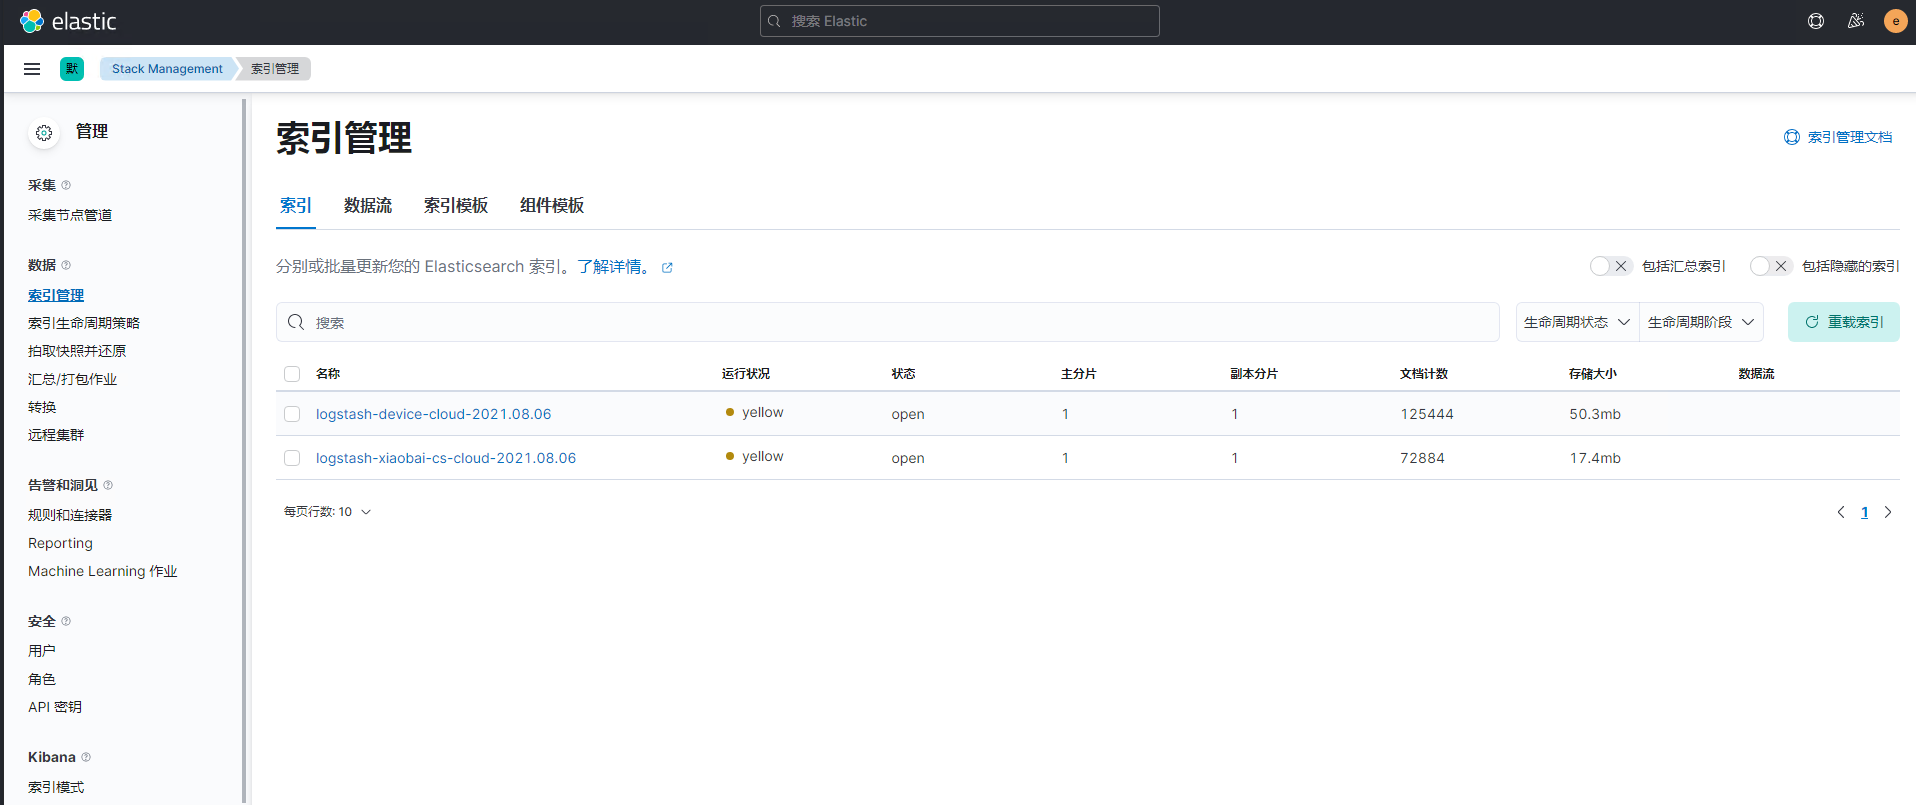 elastic
搜索 Elastic
e
默
Stack Management
索引管理
管理
采集
采集节点管道
数据
索引管理
索引生命周期策略
拍取快照并还原
汇总/打包作业
转换
远程集群
告警和洞见
规则和连接器
Reporting
Machine Learning 作业
安全
用户
角色
API 密钥
Kibana
索引模式
索引管理
索引管理文档
索引 数据流 索引模板 组件模板
分别或批量更新您的 Elasticsearch 索引。了解详情。
包括汇总索引 包括隐藏的索引
搜索
生命周期状态 生命周期阶段 重载索引
名称 运行状况 状态 主分片 副本分片 文档计数 存储大小 数据流
logstash-device-cloud-2021.08.06 yellow open 1 1 125444 50.3mb
logstash-xiaobai-cs-cloud-2021.08.06 yellow open 1 1 72884 17.4mb
每页行数: 10
1